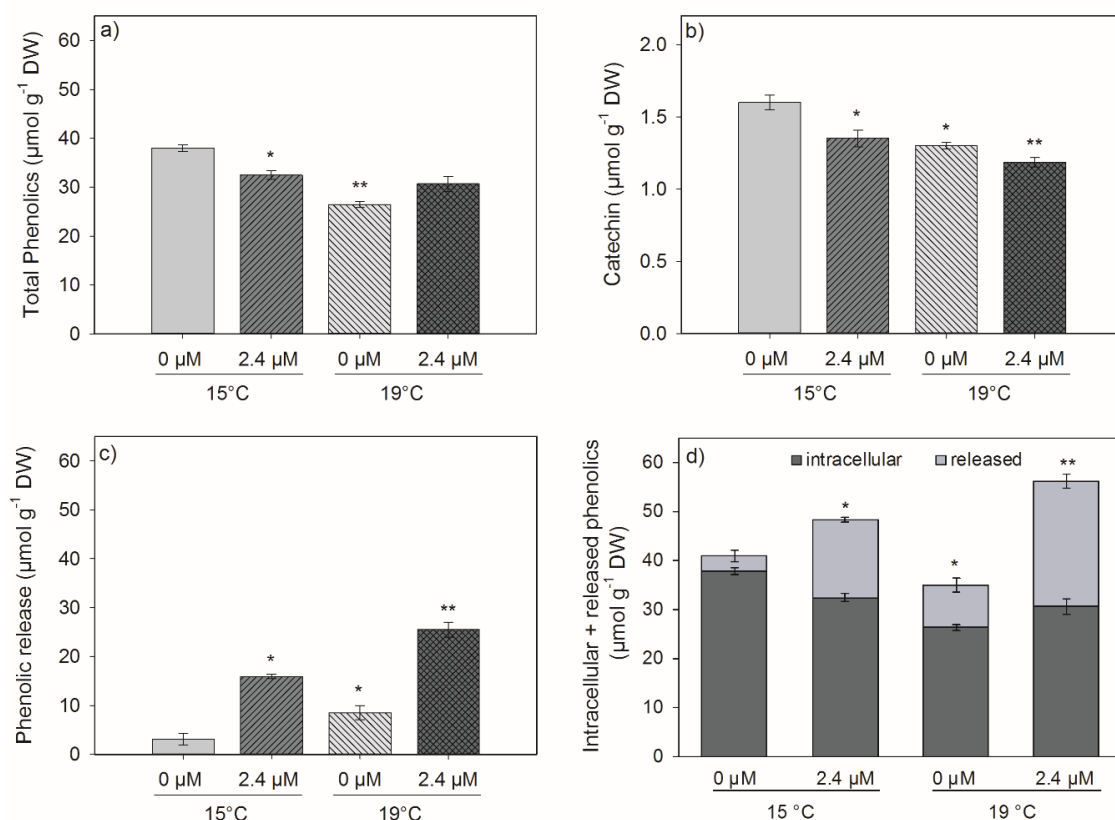 a)
Total Phenolics (µmol g⁻¹ DW)
60
50
40
30
20
10
0
*
**
0 µM 2.4 µM 0 µM 2.4 µM
15°C 19°C
b)
Catechin (µmol g⁻¹ DW)
2.0
1.5
1.0
0.5
0.0
*
*
**
0 µM 2.4 µM 0 µM 2.4 µM
15°C 19°C
c)
Phenolic release (µmol g⁻¹ DW)
60
50
40
30
20
10
0
*
*
**
0 µM 2.4 µM 0 µM 2.4 µM
15°C 19°C
d)
intracellular released
Intracellular + released phenolics
(µmol g⁻¹ DW)
60
50
40
30
20
10
0
*
*
**
0 µM 2.4 µM 0 µM 2.4 µM
15 °C 19 °C